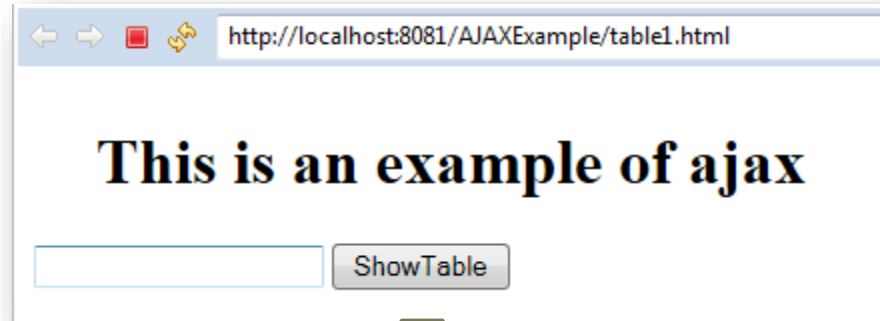 http://localhost:8081/AJAXExample/table1.html
This is an example of ajax
ShowTable